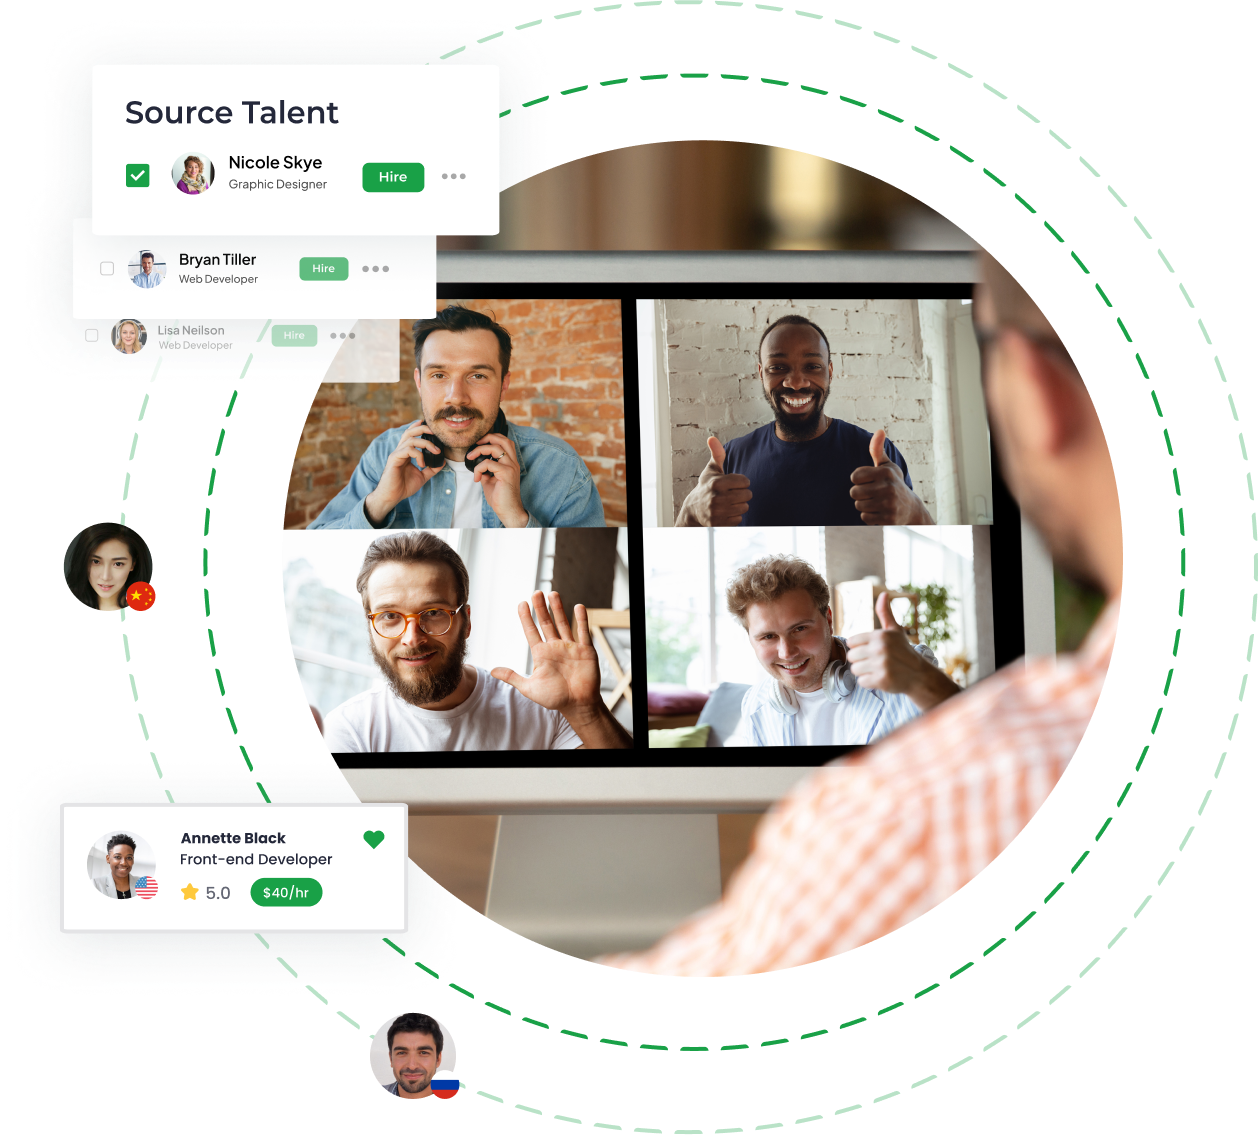 Source Talent
Nicole Skye
Graphic Designer
Hire
Bryan Tiller
Web Developer
Hire
Lisa Neilson
Web Developer
Hire
Annette Black
Front-end Developer
5.0
$40/hr